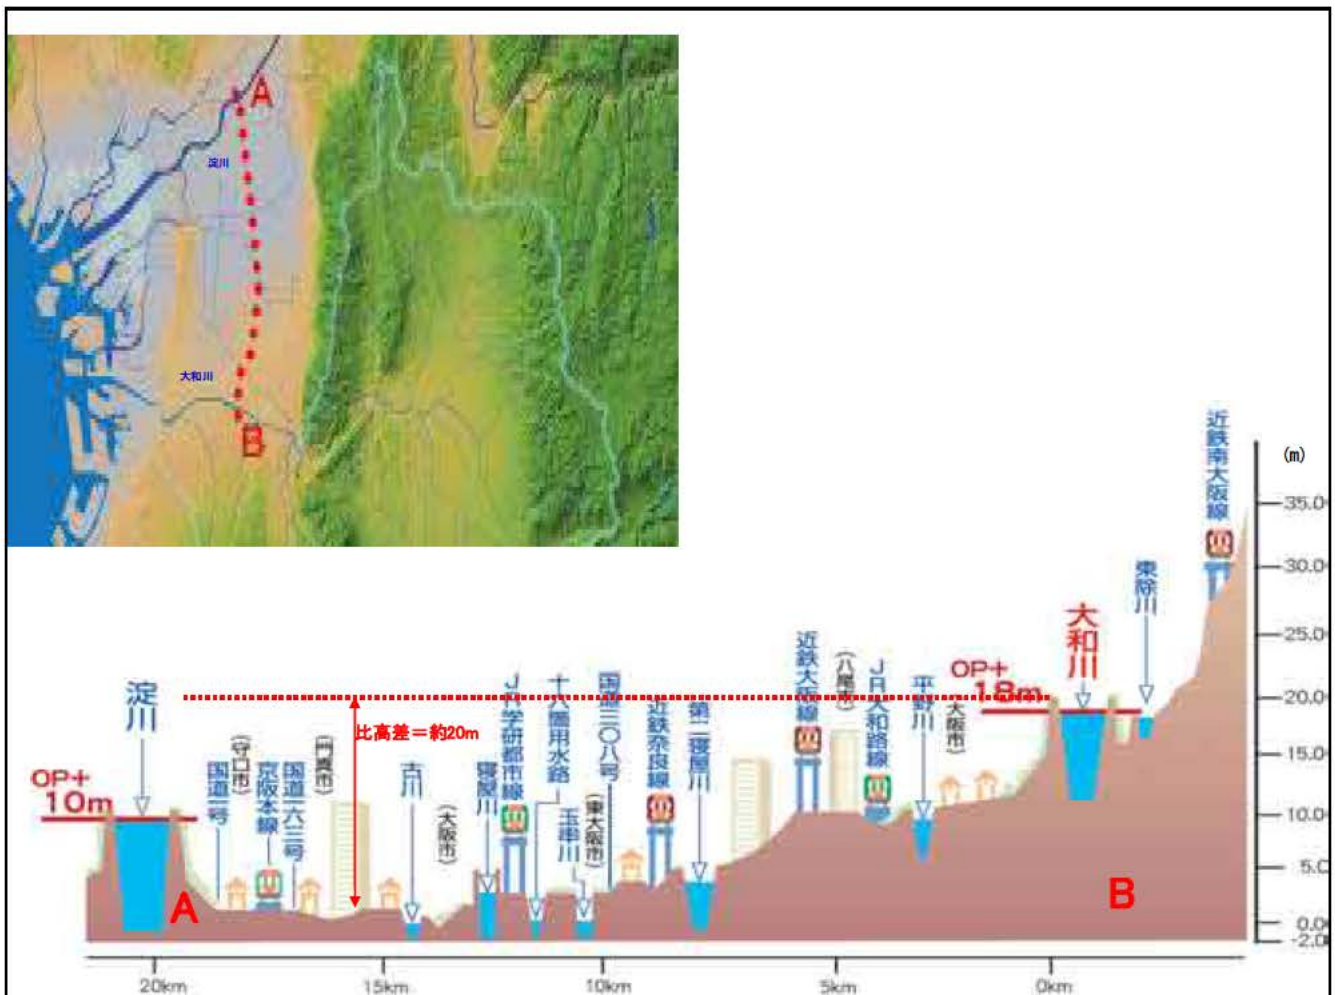 A
淀川
大和川
B
近鉄南大阪線
(m)
35.0
30.0
25.0
20.0
15.0
10.0
5.0
0.0
-2.0
東除川
大和川
OP+
18m
(大阪市)
平野川
JR大和路線
(八尾市)
近鉄大阪線
第二寝屋川
近鉄奈良線
国道三〇八号
(東大阪市)
玉串川
十六箇用水路
JR学研都市線
寝屋川
(大阪市)
古川
比高差=約20m
(門真市)
国道一六三号
京阪本線
(守口市)
国道一号
淀川
OP+
10m
A
B
20km
15km
10km
5km
0km